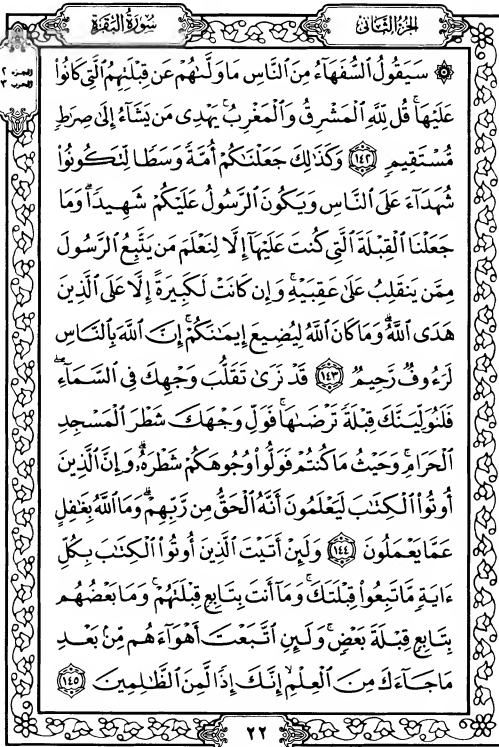 الجزء الثاني
سورة البقرة
الجزء ٢
الحزب ٣
۞ سَيَقُولُ ٱلسُّفَهَآءُ مِنَ ٱلنَّاسِ مَا وَلَّىٰهُمْ عَن قِبْلَتِهِمُ ٱلَّتِى كَانُوا۟
عَلَيْهَا ۚ قُل لِّلَّهِ ٱلْمَشْرِقُ وَٱلْمَغْرِبُ ۚ يَهْدِى مَن يَشَآءُ إِلَىٰ صِرَٰطٍ
مُّسْتَقِيمٍ ١٤٢ وَكَذَٰلِكَ جَعَلْنَٰكُمْ أُمَّةً وَسَطًا لِّتَكُونُوا۟
شُهَدَآءَ عَلَى ٱلنَّاسِ وَيَكُونَ ٱلرَّسُولُ عَلَيْكُمْ شَهِيدًا ۗ وَمَا
جَعَلْنَا ٱلْقِبْلَةَ ٱلَّتِى كُنتَ عَلَيْهَآ إِلَّا لِنَعْلَمَ مَن يَتَّبِعُ ٱلرَّسُولَ
مِمَّن يَنقَلِبُ عَلَىٰ عَقِبَيْهِ ۚ وَإِن كَانَتْ لَكَبِيرَةً إِلَّا عَلَى ٱلَّذِينَ
هَدَى ٱللَّهُ ۗ وَمَا كَانَ ٱللَّهُ لِيُضِيعَ إِيمَٰنَكُمْ ۚ إِنَّ ٱللَّهَ بِٱلنَّاسِ
لَرَءُوفٌ رَّحِيمٌ ١٤٣ قَدْ نَرَىٰ تَقَلُّبَ وَجْهِكَ فِى ٱلسَّمَآءِ ۖ
فَلَنُوَلِّيَنَّكَ قِبْلَةً تَرْضَىٰهَا ۚ فَوَلِّ وَجْهَكَ شَطْرَ ٱلْمَسْجِدِ
ٱلْحَرَامِ ۚ وَحَيْثُ مَا كُنتُمْ فَوَلُّوا۟ وُجُوهَكُمْ شَطْرَهُۥ ۗ وَإِنَّ ٱلَّذِينَ
أُوتُوا۟ ٱلْكِتَٰبَ لَيَعْلَمُونَ أَنَّهُ ٱلْحَقُّ مِن رَّبِّهِمْ ۗ وَمَا ٱللَّهُ بِغَٰفِلٍ
عَمَّا يَعْمَلُونَ ١٤٤ وَلَئِنْ أَتَيْتَ ٱلَّذِينَ أُوتُوا۟ ٱلْكِتَٰبَ بِكُلِّ
ءَايَةٍ مَّا تَبِعُوا۟ قِبْلَتَكَ ۚ وَمَآ أَنتَ بِتَابِعٍ قِبْلَتَهُمْ ۚ وَمَا بَعْضُهُم
بِتَابِعٍ قِبْلَةَ بَعْضٍ ۚ وَلَئِنِ ٱتَّبَعْتَ أَهْوَآءَهُم مِّنۢ بَعْدِ
مَا جَآءَكَ مِنَ ٱلْعِلْمِ ۙ إِنَّكَ إِذًا لَّمِنَ ٱلظَّٰلِمِينَ ١٤٥
٢٢